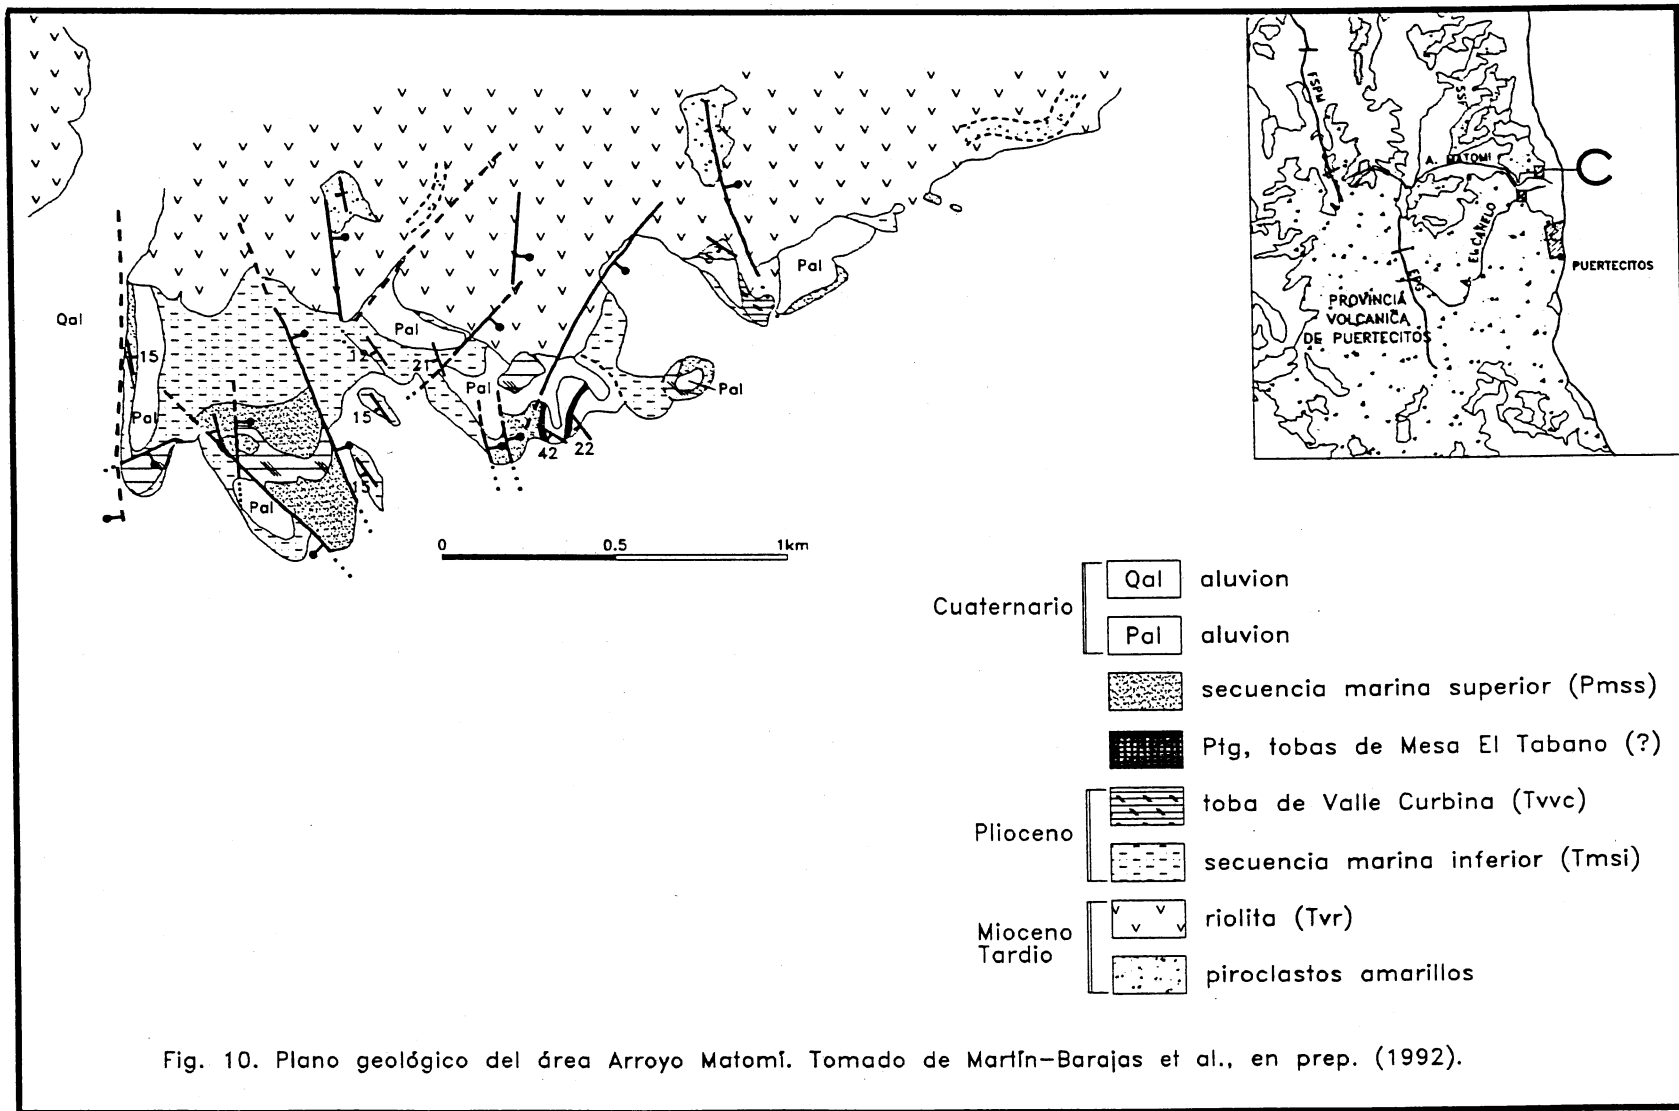 Qal
15
Pal
Pal
12
21
Pal
15
15
Pal
42
22
Pal
Pal
0 0.5 1km
FSPM
SSF
A. MATOMI
C
A. EL CANELO
PUERTECITOS
PROVINCIA
VOLCANICA
DE PUERTECITOS
Cuaternario
Qal aluvion
Pal aluvion
secuencia marina superior (Pmss)
Ptg, tobas de Mesa El Tabano (?)
Plioceno
toba de Valle Curbina (Tvvc)
secuencia marina inferior (Tmsi)
Mioceno
Tardio
riolita (Tvr)
piroclastos amarillos
Fig. 10. Plano geológico del área Arroyo Matomí. Tomado de Martín-Barajas et al., en prep. (1992).